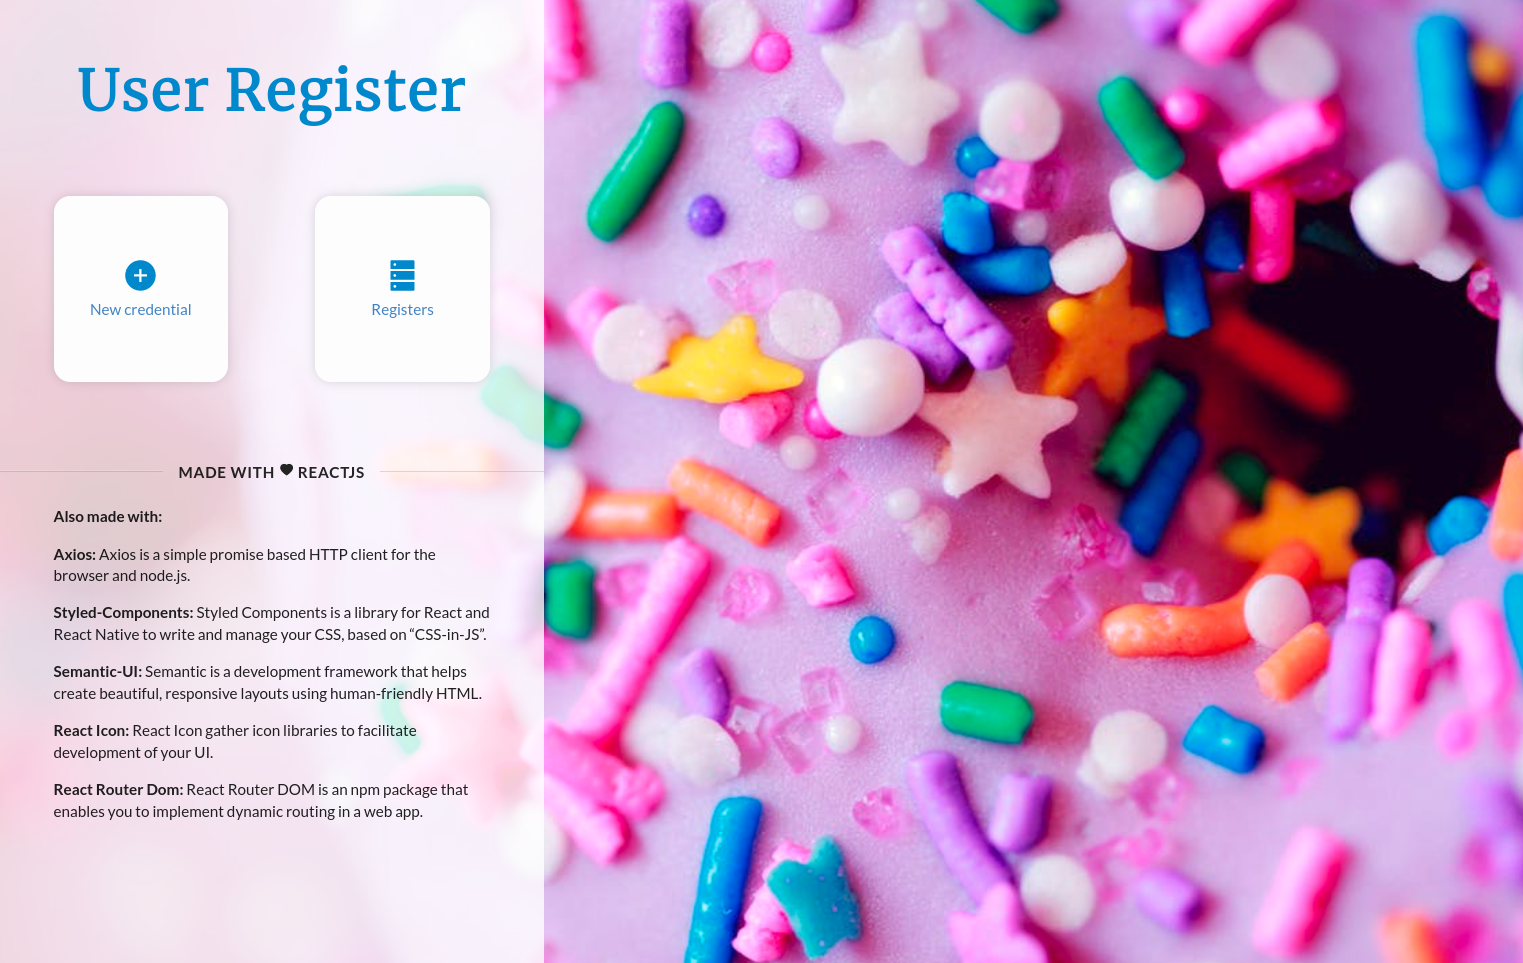 User Register
New credential
Registers
MADE WITH REACTJS
Also made with:
Axios: Axios is a simple promise based HTTP client for the
browser and node.js.
Styled-Components: Styled Components is a library for React and
React Native to write and manage your CSS, based on “CSS-in-JS”.
Semantic-UI: Semantic is a development framework that helps
create beautiful, responsive layouts using human-friendly HTML.
React Icon: React Icon gather icon libraries to facilitate
development of your UI.
React Router Dom: React Router DOM is an npm package that
enables you to implement dynamic routing in a web app.